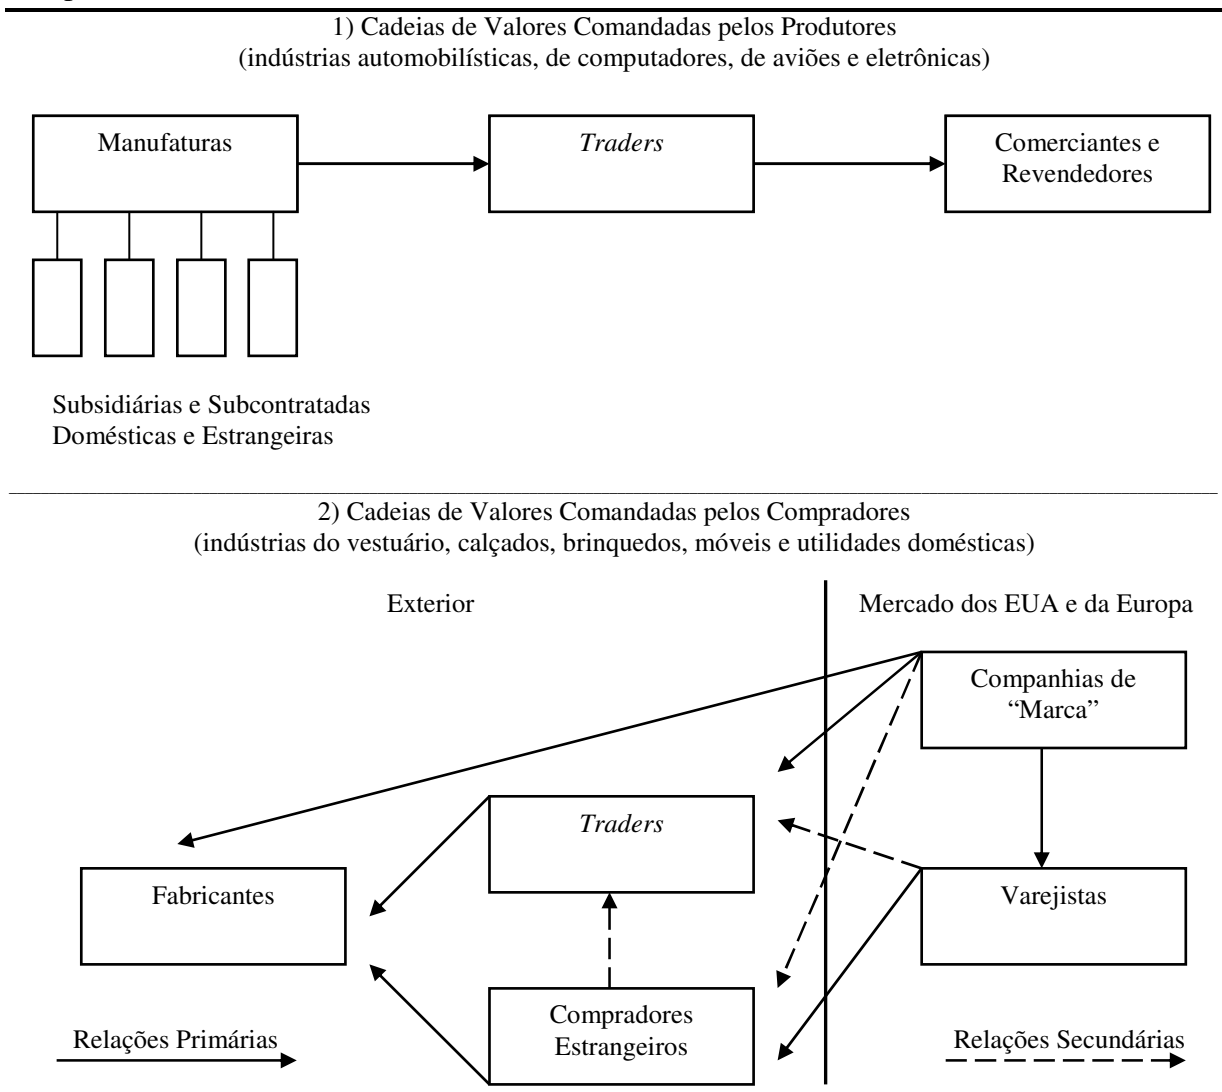 1) Cadeias de Valores Comandadas pelos Produtores
(indústrias automobilísticas, de computadores, de aviões e eletrônicas)
Manufaturas
Traders
Comerciantes e
Revendedores
Subsidiárias e Subcontratadas
Domésticas e Estrangeiras
2) Cadeias de Valores Comandadas pelos Compradores
(indústrias do vestuário, calçados, brinquedos, móveis e utilidades domésticas)
Exterior
Mercado dos EUA e da Europa
Companhias de
“Marca”
Traders
Fabricantes
Varejistas
Compradores
Estrangeiros
Relações Primárias
Relações Secundárias